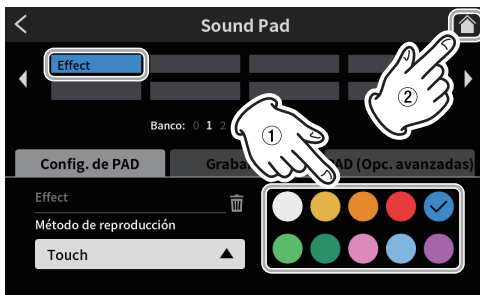 Sound Pad
Effect
②
Banco: 0 1 2
①
Config. de PAD
Graba
AD (Opc. avanzadas)
Effect
Método de reproducción
Touch